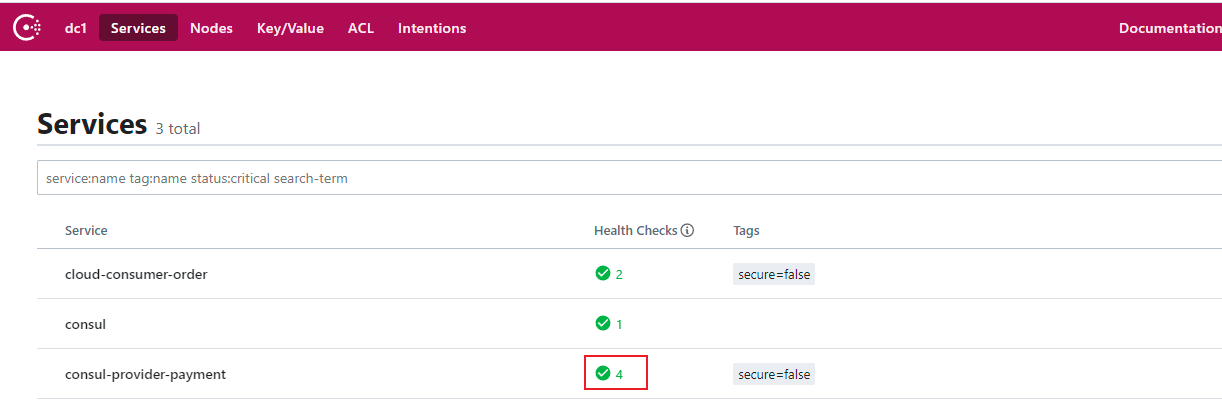 dc1 Services Nodes Key/Value ACL Intentions Documentation
Services 3 total
service:name tag:name status:critical search-term
Service Health Checks Tags
cloud-consumer-order 2 secure=false
consul 1
consul-provider-payment 4 secure=false